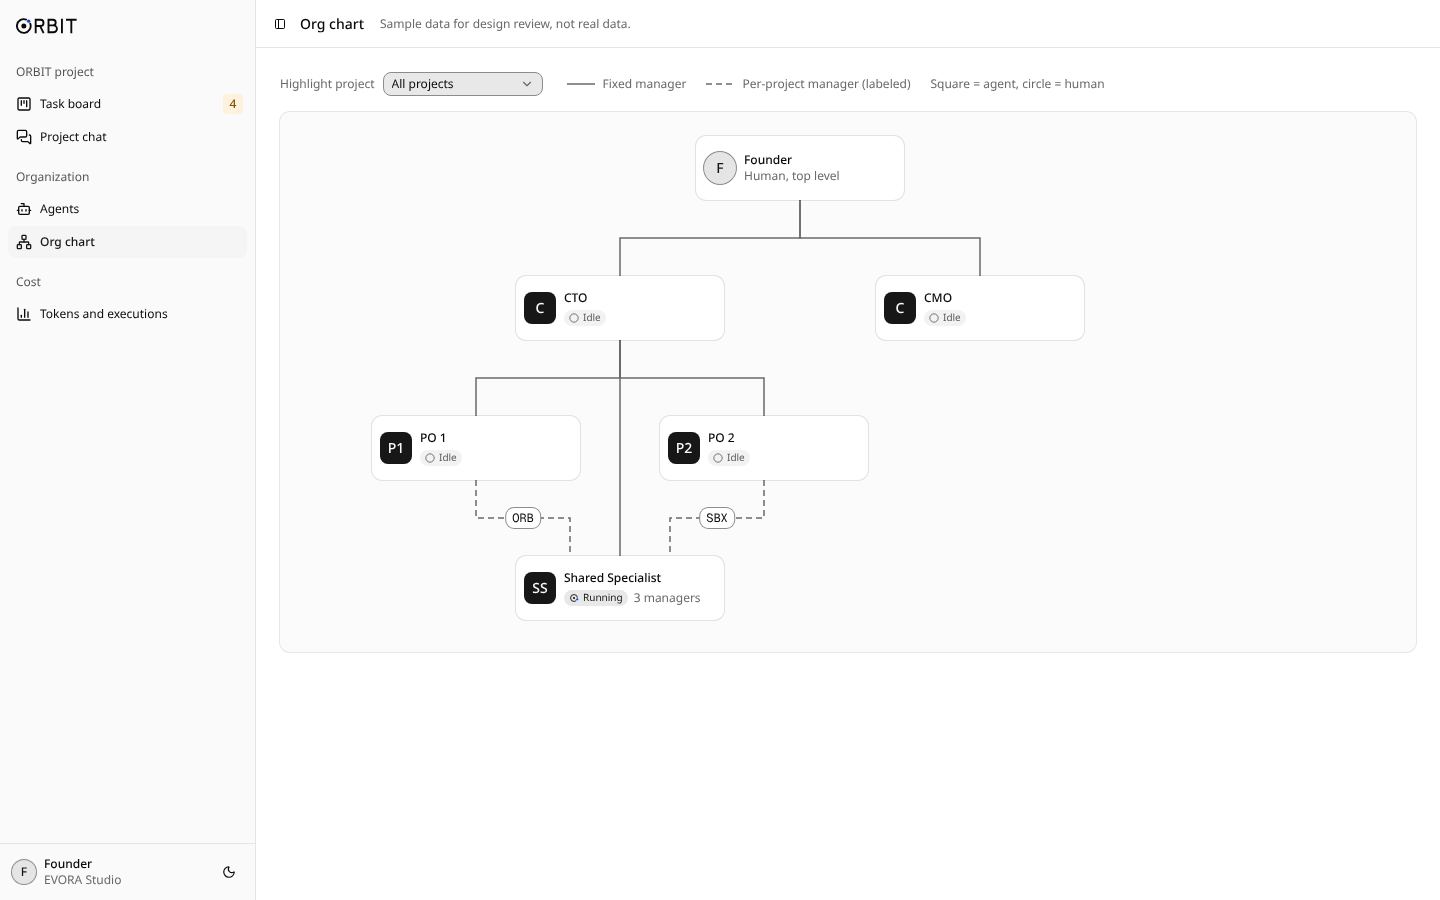 ORBIT
ORBIT project
Task board 4
Project chat
Organization
Agents
Org chart
Cost
Tokens and executions
F
Founder
EVORA Studio
Org chart Sample data for design review, not real data.
Highlight project All projects Fixed manager Per-project manager (labeled) Square = agent, circle = human
F
Founder
Human, top level
C
CTO
Idle
C
CMO
Idle
P1
PO 1
Idle
P2
PO 2
Idle
ORB
SBX
SS
Shared Specialist
Running 3 managers